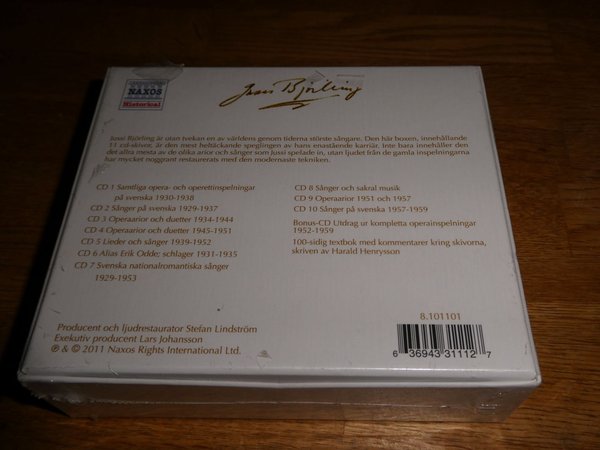 NAXOS
Historical
Jussi Björling
Jussi Björling är utan tvekan en av världens genom tiderna största sångare. Den här boxen, innehållande
11 cd-skivor, är den mest heltäckande speglingen av hans enastående karriär. Inte bara innehåller den
det allra mesta av de olika arior och sånger som Jussi spelade in, utan ljudet från de gamla inspelningarna
har mycket noggrant restaurerats med den modernaste tekniken.
CD 1 Samtliga opera- och operettinspelningar
på svenska 1930-1938
CD 2 Sånger på svenska 1929-1937
CD 3 Operaarior och duetter 1934-1944
CD 4 Operaarior och duetter 1945-1951
CD 5 Lieder och sånger 1939-1952
CD 6 Alias Erik Odde; schlager 1931-1935
CD 7 Svenska nationalromantiska sånger
1929-1953
CD 8 Sånger och sakral musik
CD 9 Operaarior 1951 och 1957
CD 10 Sånger på svenska 1957-1959
Bonus-CD Utdrag ur kompletta operainspelningar
1952-1959
100-sidig textbok med kommentarer kring skivorna,
skriven av Harald Henrysson
Producent och ljudrestaurator Stefan Lindström
Exekutiv producent Lars Johansson
℗ & © 2011 Naxos Rights International Ltd.
8.101101
6 36943 31112 7